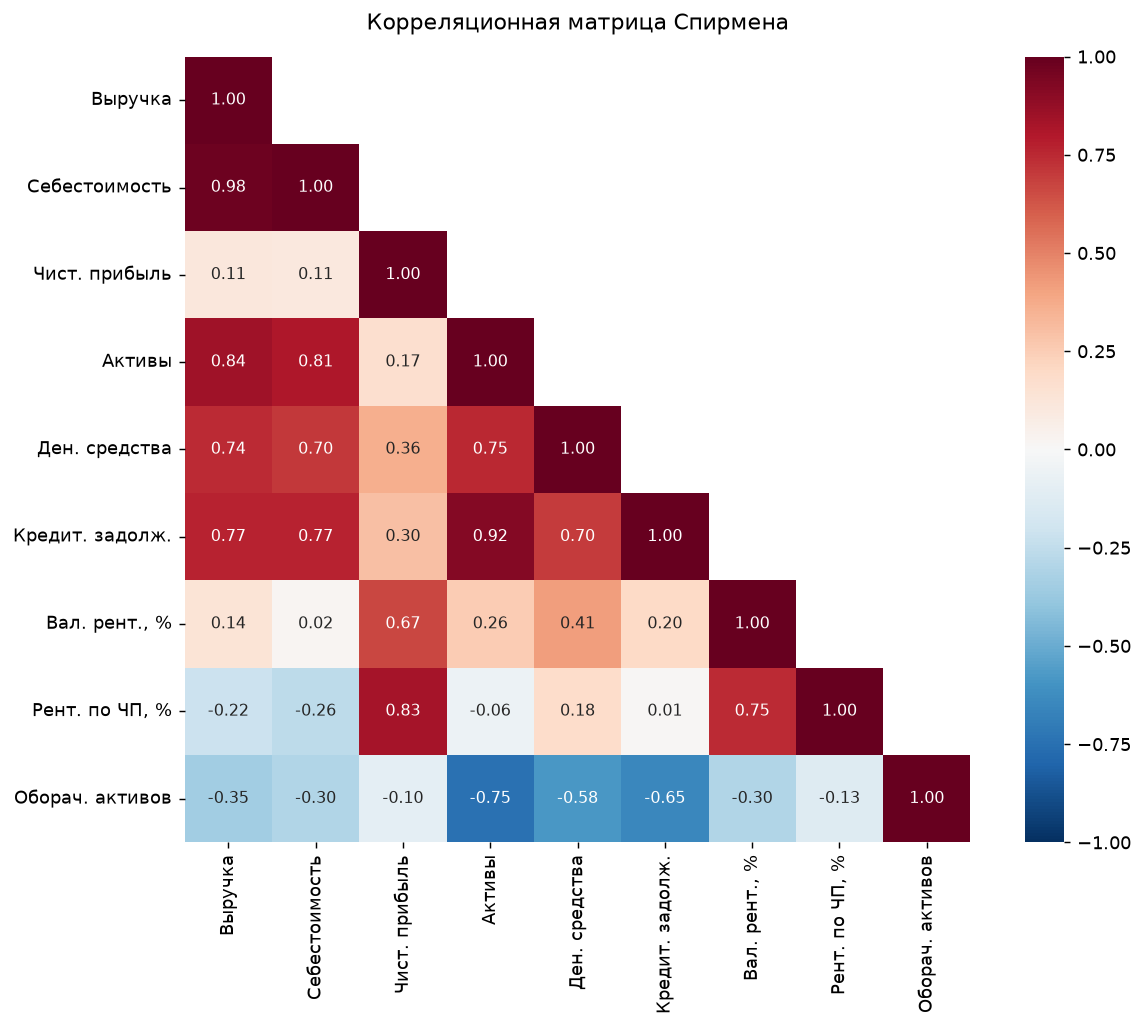 Корреляционная матрица Спирмена
Выручка 1.00
Себестоимость 0.98 1.00
Чист. прибыль 0.11 0.11 1.00
Активы 0.84 0.81 0.17 1.00
Ден. средства 0.74 0.70 0.36 0.75 1.00
Кредит. задолж. 0.77 0.77 0.30 0.92 0.70 1.00
Вал. рент., % 0.14 0.02 0.67 0.26 0.41 0.20 1.00
Рент. по ЧП, % -0.22 -0.26 0.83 -0.06 0.18 0.01 0.75 1.00
Оборач. активов -0.35 -0.30 -0.10 -0.75 -0.58 -0.65 -0.30 -0.13 1.00
Выручка
Себестоимость
Чист. прибыль
Активы
Ден. средства
Кредит. задолж.
Вал. рент., %
Рент. по ЧП, %
Оборач. активов
1.00
0.75
0.50
0.25
0.00
−0.25
−0.50
−0.75
−1.00